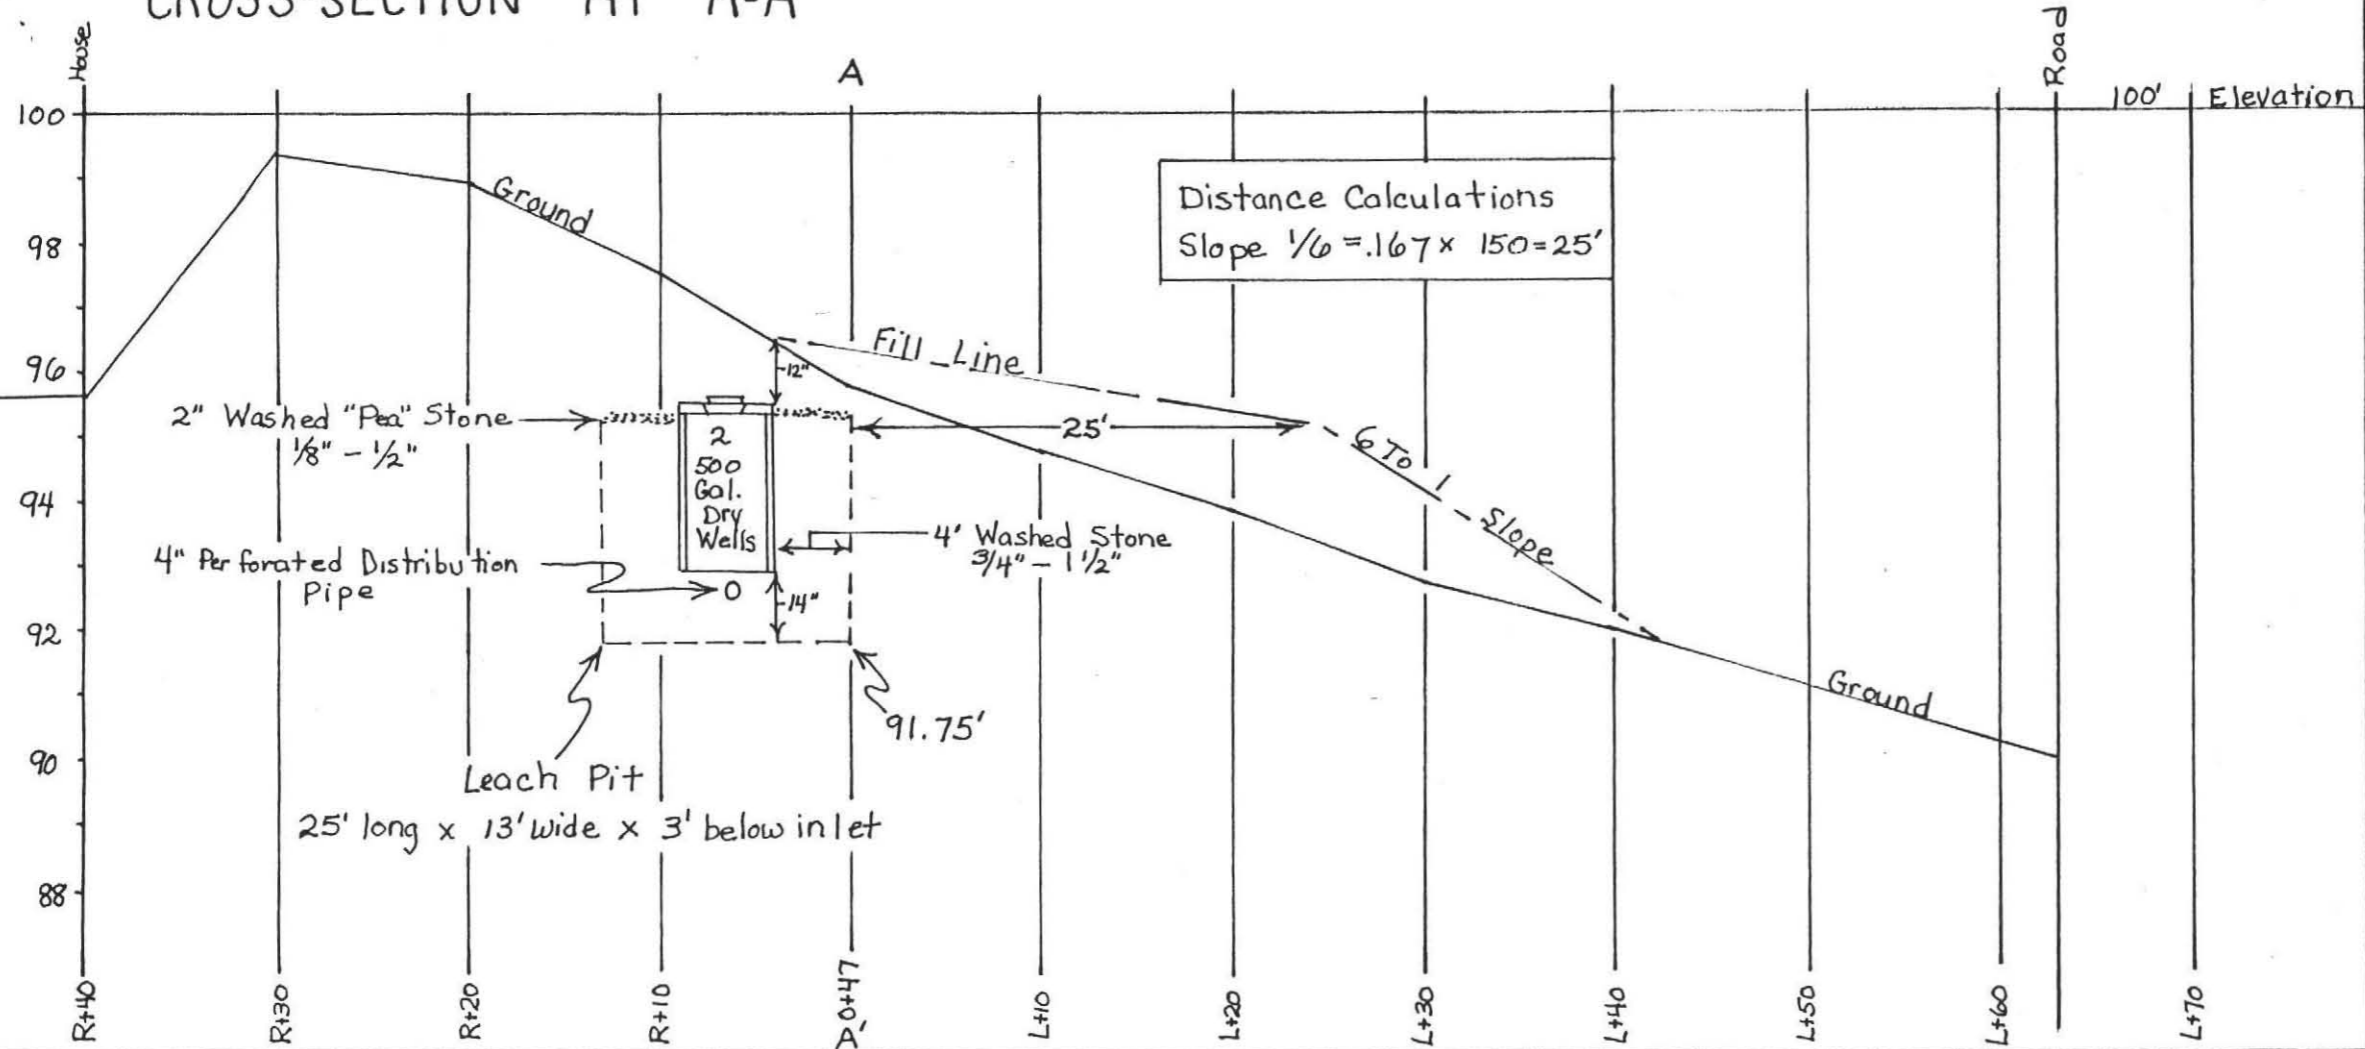 CROSS-SECTION AT A-A
House
A
Road
100
100' Elevation
Distance Calculations
Slope 1/6 = .167 x 150 = 25'
Ground
98
Fill Line
96
12"
2" Washed "Pea" Stone
1/8" - 1/2"
25'
6 To 1 Slope
2
500
Gal.
Dry
Wells
94
4" Perforated Distribution
Pipe
O
4' Washed Stone
3/4" - 1 1/2"
14"
92
Ground
91.75'
90
Leach Pit
25' long x 13' wide x 3' below inlet
88
R+40
R+30
R+20
R+10
0+47
A'
L+10
L+20
L+30
L+40
L+50
L+60
L+70